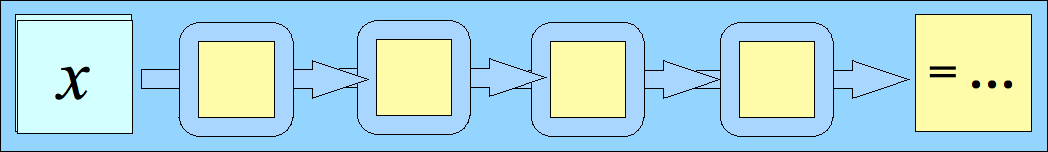 x = ...